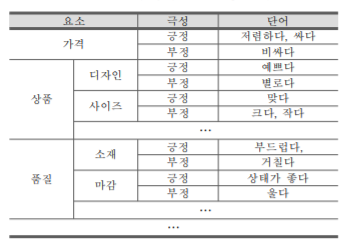 요소 극성 단어
가격 긍정 저렴하다, 싸다
부정 비싸다
상품 디자인 긍정 예쁘다
부정 별로다
사이즈 긍정 맞다
부정 크다, 작다
...
품질 소재 긍정 부드럽다,
부정 거칠다
마감 긍정 상태가 좋다
부정 울다
...
...